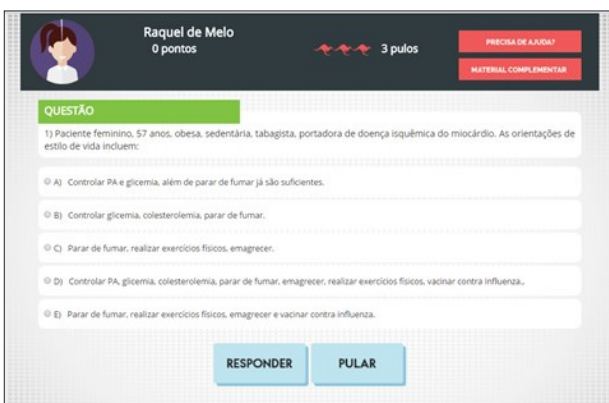 Raquel de Melo
0 pontos
3 pulos
PRECISA DE AJUDA?
MATERIAL COMPLEMENTAR
QUESTÃO
1) Paciente feminino, 57 anos, obesa, sedentária, tabagista, portadora de doença isquêmica do miocárdio. As orientações de
estilo de vida incluem:
A) Controlar PA e glicemia, além de parar de fumar já são suficientes.
B) Controlar glicemia, colesterolemia, parar de fumar.
C) Parar de fumar, realizar exercícios físicos, emagrecer.
D) Controlar PA, glicemia, colesterolemia, parar de fumar, emagrecer, realizar exercícios físicos, vacinar contra influenza.,
E) Parar de fumar, realizar exercícios físicos, emagrecer e vacinar contra influenza.
RESPONDER
PULAR